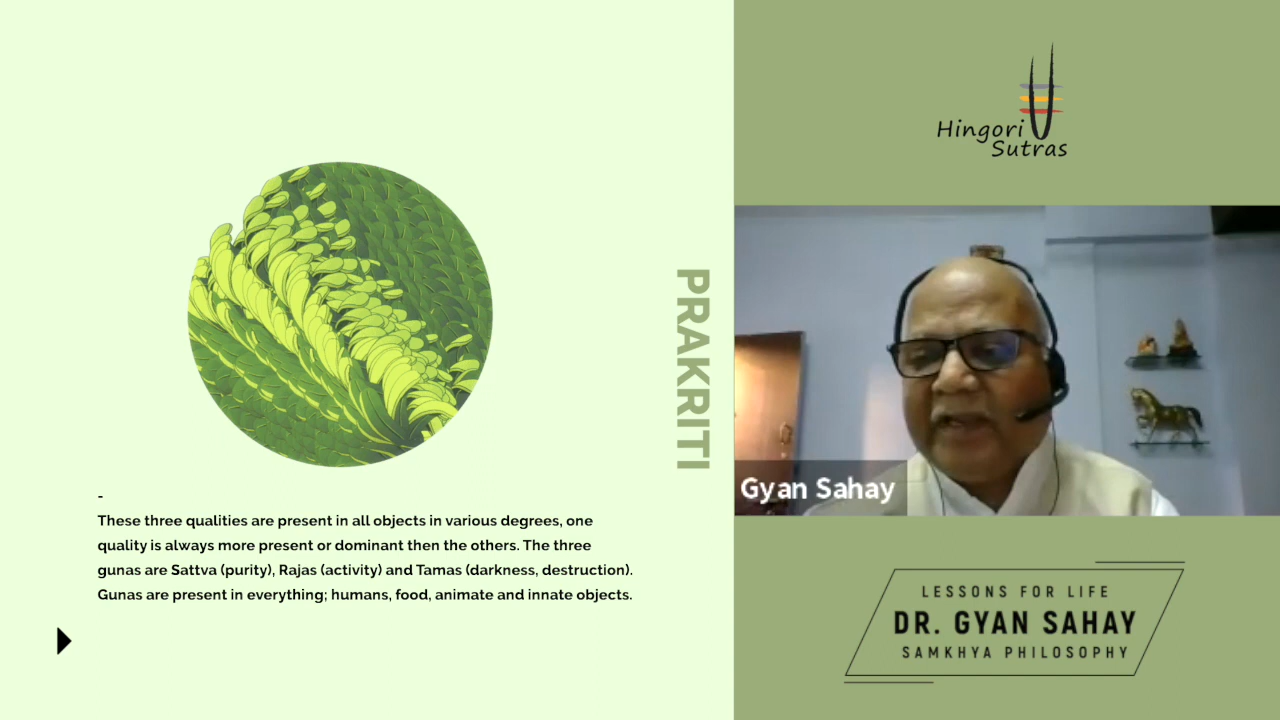 -
These three qualities are present in all objects in various degrees, one
quality is always more present or dominant then the others. The three
gunas are Sattva (purity), Rajas (activity) and Tamas (darkness, destruction).
Gunas are present in everything; humans, food, animate and innate objects.
PRAKRITI
Hingori
Sutras
Gyan Sahay
LESSONS FOR LIFE
DR. GYAN SAHAY
SAMKHYA PHILOSOPHY